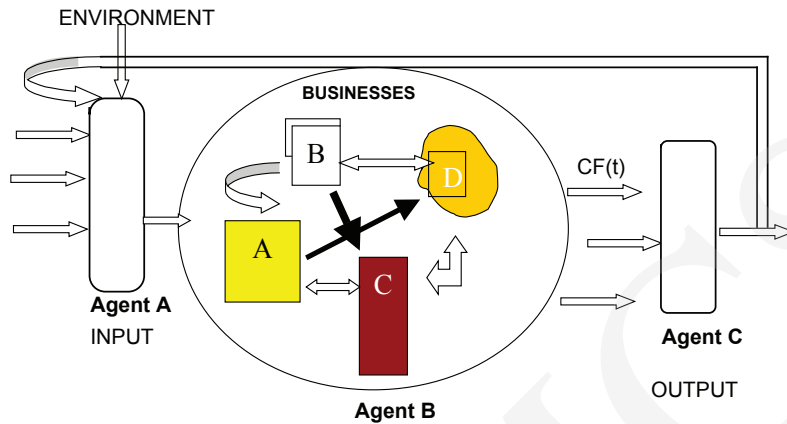 ENVIRONMENT
BUSINESSES
B
D
CF(t)
A
C
Agent A
INPUT
Agent C
OUTPUT
Agent B